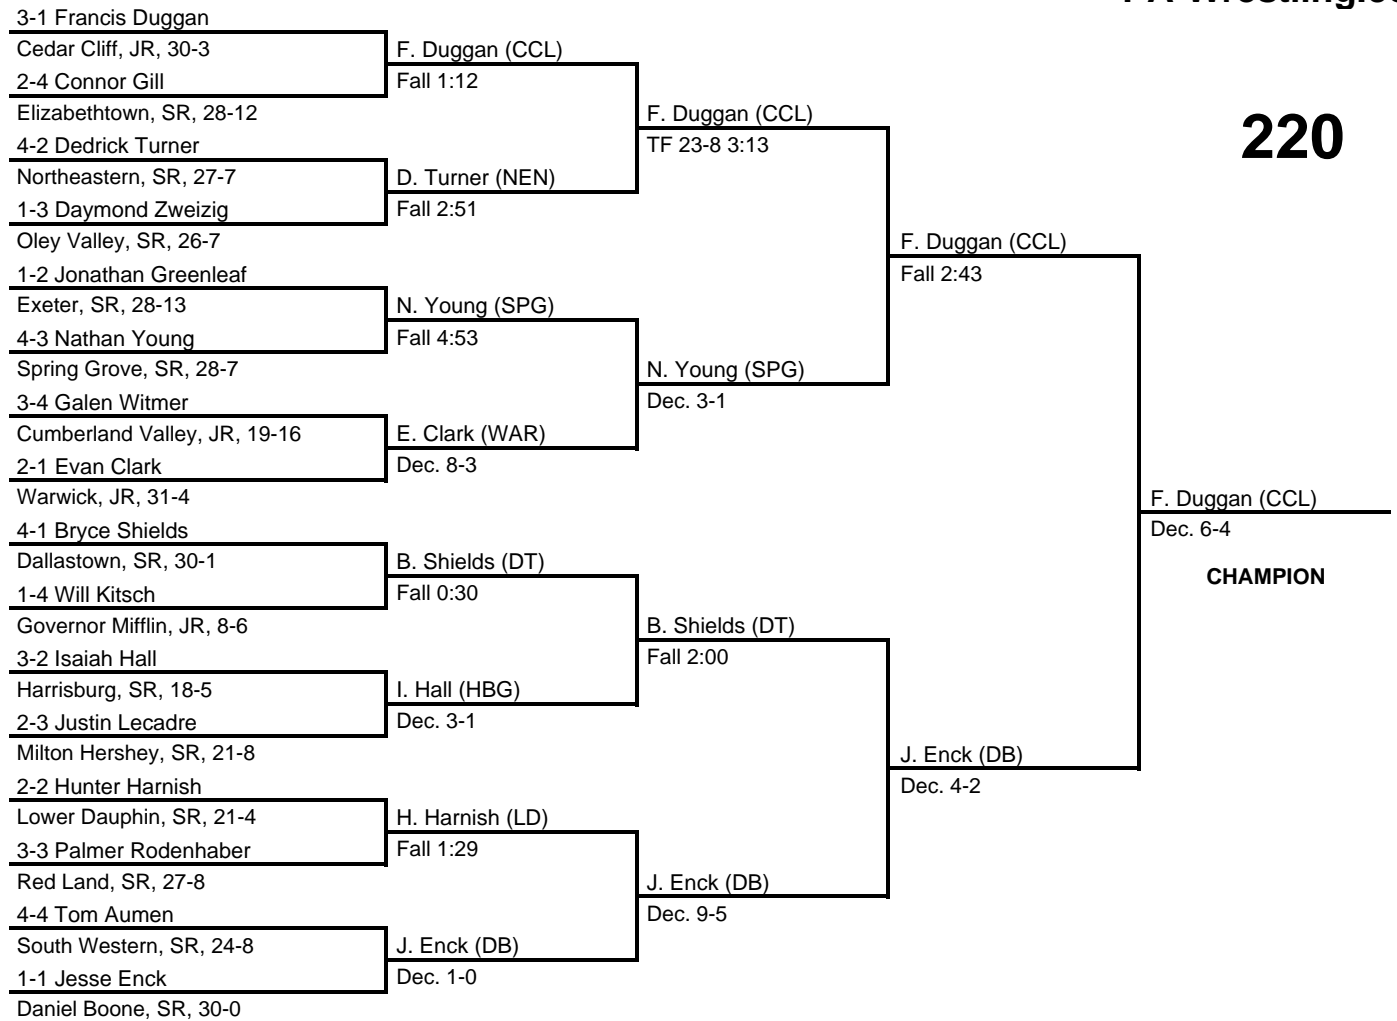 3-1 Francis Duggan
Cedar Cliff, JR, 30-3
2-4 Connor Gill
Elizabethtown, SR, 28-12
4-2 Dedrick Turner
Northeastern, SR, 27-7
1-3 Daymond Zweizig
Oley Valley, SR, 26-7
1-2 Jonathan Greenleaf
Exeter, SR, 28-13
4-3 Nathan Young
Spring Grove, SR, 28-7
3-4 Galen Witmer
Cumberland Valley, JR, 19-16
2-1 Evan Clark
Warwick, JR, 31-4
4-1 Bryce Shields
Dallastown, SR, 30-1
1-4 Will Kitsch
Governor Mifflin, JR, 8-6
3-2 Isaiah Hall
Harrisburg, SR, 18-5
2-3 Justin Lecadre
Milton Hershey, SR, 21-8
2-2 Hunter Harnish
Lower Dauphin, SR, 21-4
3-3 Palmer Rodenhaber
Red Land, SR, 27-8
4-4 Tom Aumen
South Western, SR, 24-8
1-1 Jesse Enck
Daniel Boone, SR, 30-0
F. Duggan (CCL)
Fall 1:12
D. Turner (NEN)
Fall 2:51
N. Young (SPG)
Fall 4:53
E. Clark (WAR)
Dec. 8-3
B. Shields (DT)
Fall 0:30
I. Hall (HBG)
Dec. 3-1
H. Harnish (LD)
Fall 1:29
J. Enck (DB)
Dec. 1-0
F. Duggan (CCL)
TF 23-8 3:13
N. Young (SPG)
Dec. 3-1
B. Shields (DT)
Fall 2:00
J. Enck (DB)
Dec. 9-5
F. Duggan (CCL)
Fall 2:43
J. Enck (DB)
Dec. 4-2
220
F. Duggan (CCL)
Dec. 6-4
CHAMPION